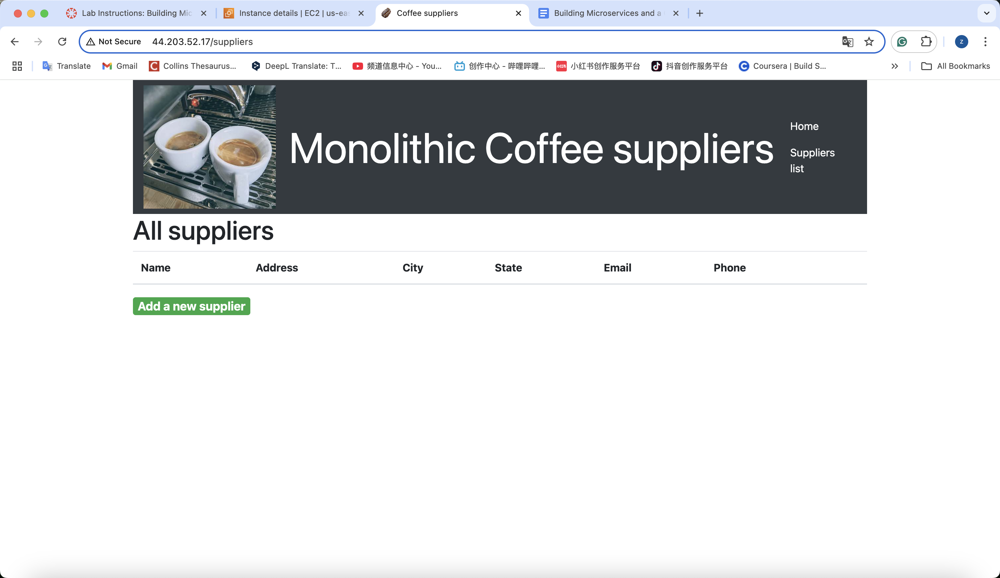 Lab Instructions: Building Mic
Instance details | EC2 | us-eas
Coffee suppliers
Building Microservices and a
Not Secure 44.203.52.17/suppliers
Z
Translate
Gmail
Collins Thesaurus...
DeepL Translate: T...
频道信息中心 - You...
创作中心 - 哔哩哔哩...
小红书
小红书创作服务平台
抖音创作服务平台
Coursera | Build S...
All Bookmarks
Monolithic Coffee suppliers
Home
Suppliers
list
All suppliers
Name Address City State Email Phone
Add a new supplier